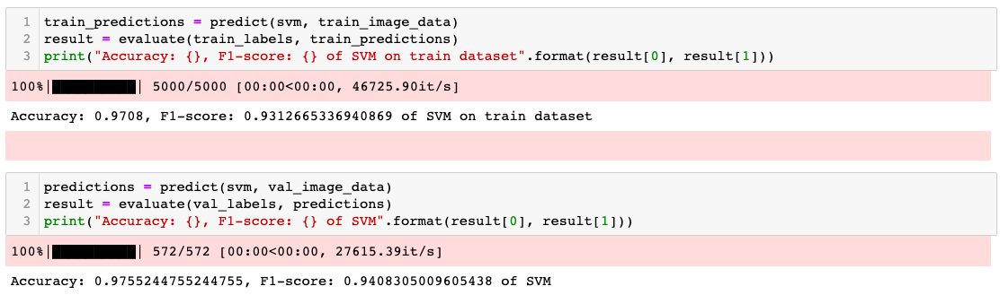 1 train_predictions = predict(svm, train_image_data)
2 result = evaluate(train_labels, train_predictions)
3 print("Accuracy: {}, F1-score: {} of SVM on train dataset".format(result[0], result[1]))
100%|██████████| 5000/5000 [00:00<00:00, 46725.90it/s]
Accuracy: 0.9708, F1-score: 0.9312665336940869 of SVM on train dataset
1 predictions = predict(svm, val_image_data)
2 result = evaluate(val_labels, predictions)
3 print("Accuracy: {}, F1-score: {} of SVM".format(result[0], result[1]))
100%|██████████| 572/572 [00:00<00:00, 27615.39it/s]
Accuracy: 0.9755244755244755, F1-score: 0.9408305009605438 of SVM